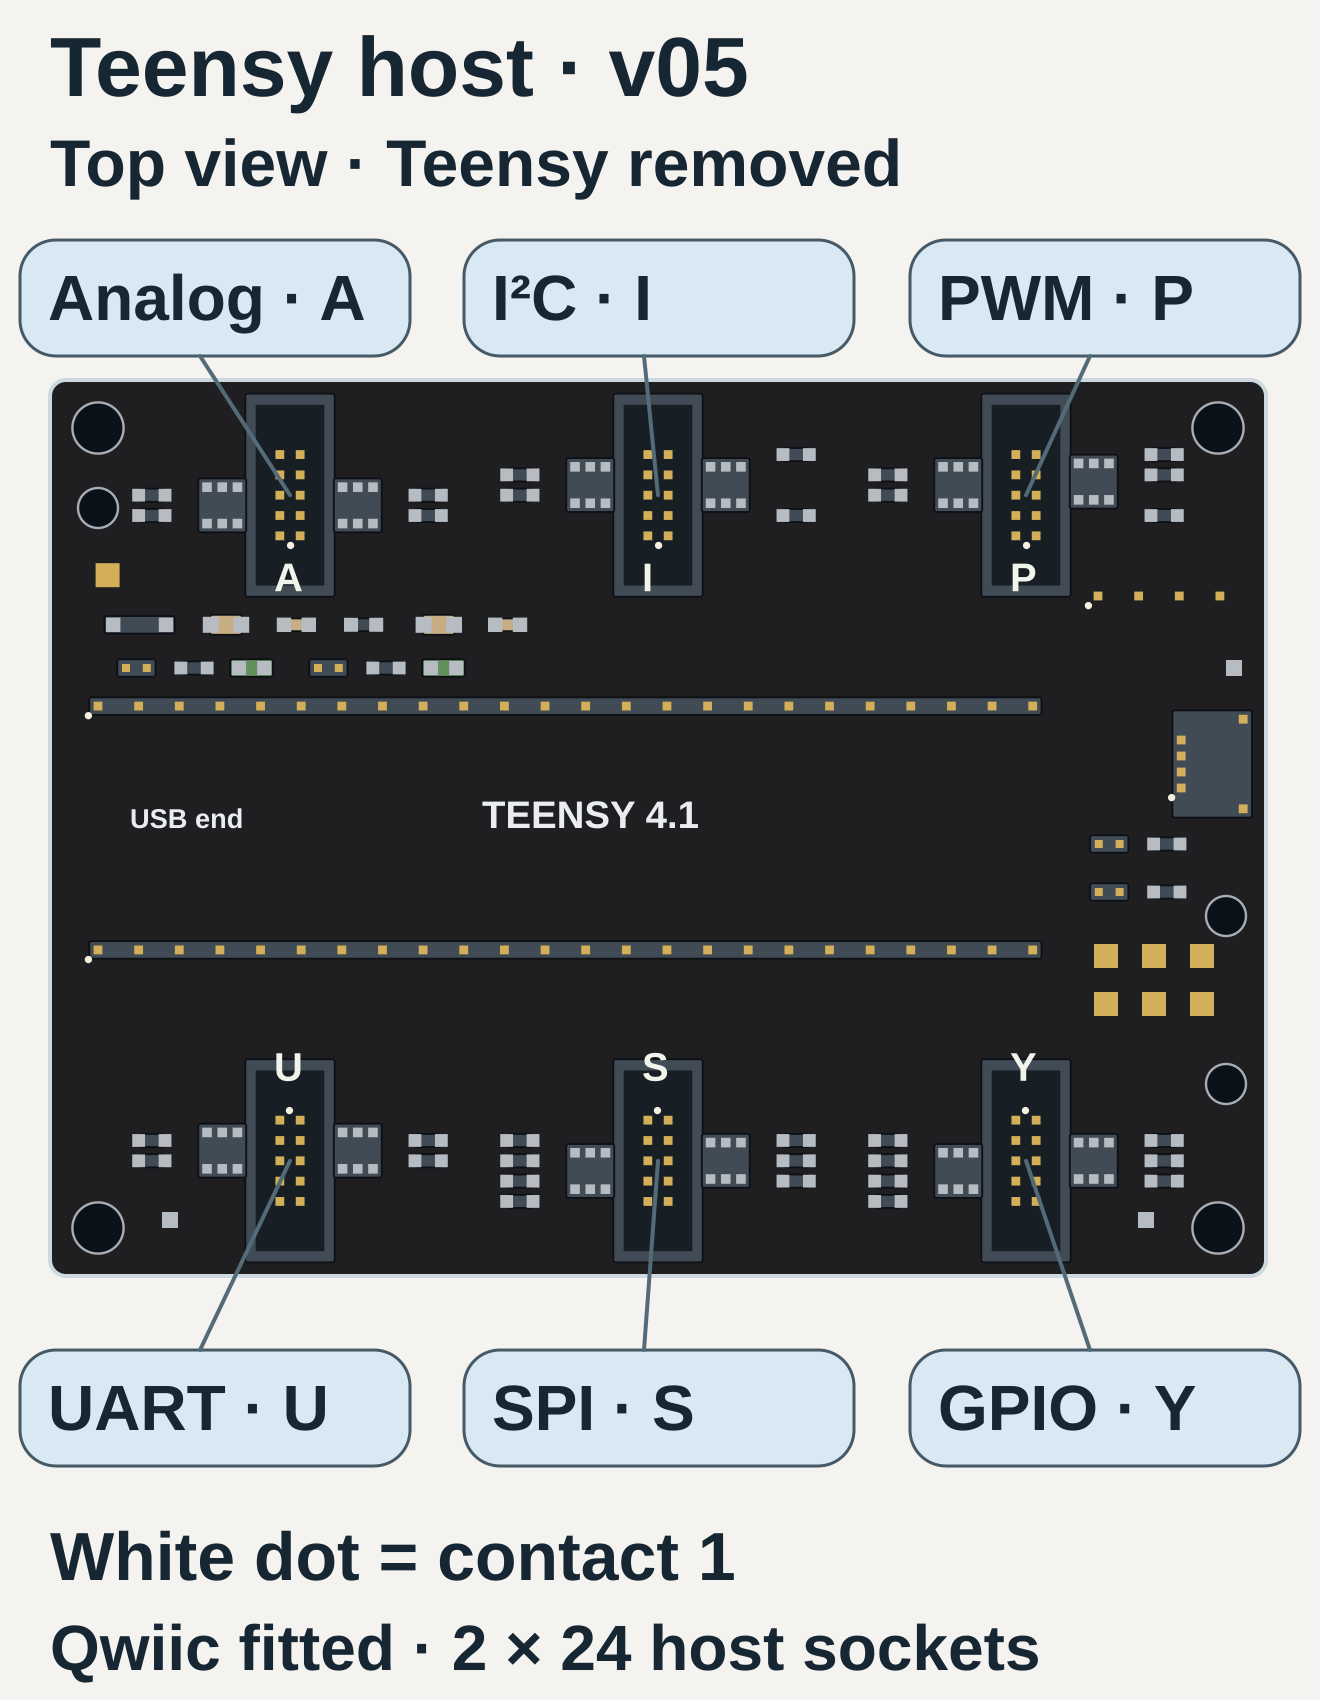 Teensy host · v05
Top view · Teensy removed
Analog · A
I²C · I
PWM · P
A
I
P
USB end
TEENSY 4.1
U
S
Y
UART · U
SPI · S
GPIO · Y
White dot = contact 1
Qwiic fitted · 2 × 24 host sockets